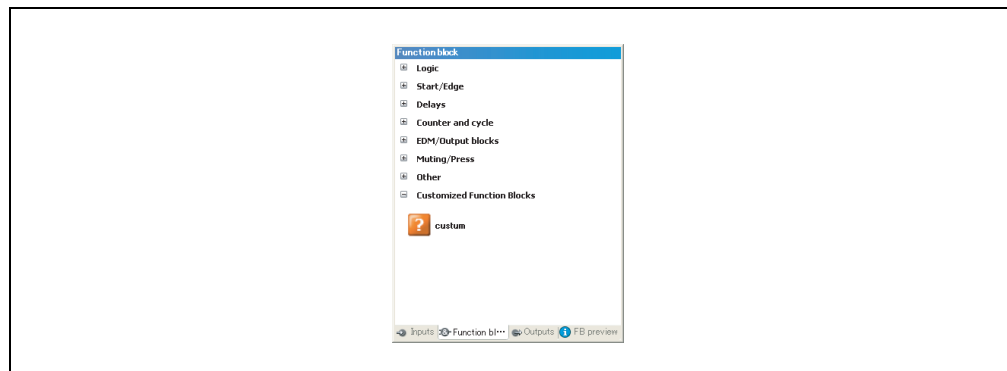 Function block
Logic
Start/Edge
Delays
Counter and cycle
EDM/Output blocks
Muting/Press
Other
Customized Function Blocks
custum
Inputs Function bl··· Outputs FB preview